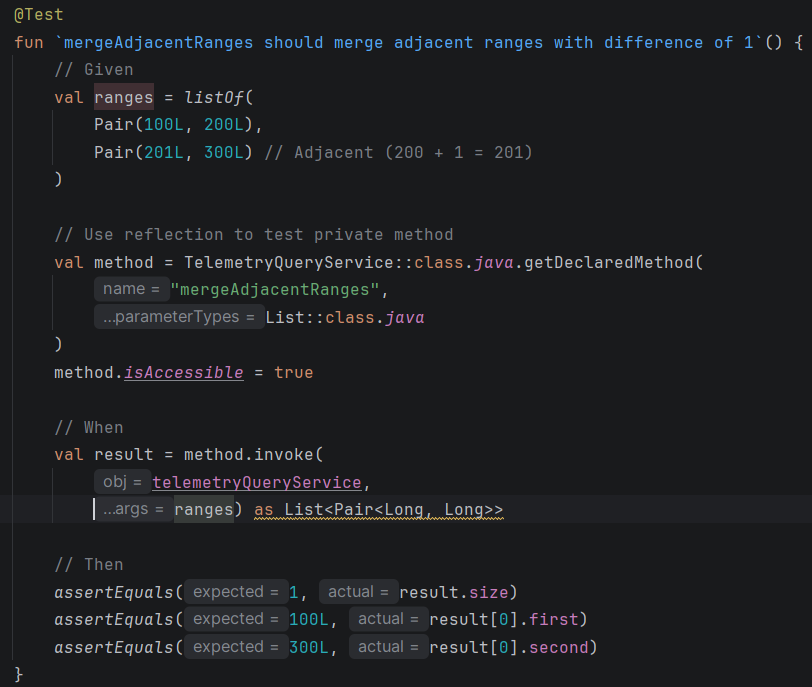 @Test
fun `mergeAdjacentRanges should merge adjacent ranges with difference of 1`() {
// Given
val ranges = listOf(
Pair(100L, 200L),
Pair(201L, 300L) // Adjacent (200 + 1 = 201)
)
// Use reflection to test private method
val method = TelemetryQueryService::class.java.getDeclaredMethod(
name = "mergeAdjacentRanges",
...parameterTypes = List::class.java
)
method.isAccessible = true
// When
val result = method.invoke(
obj = telemetryQueryService,
...args = ranges) as List<Pair<Long, Long>>
// Then
assertEquals( expected = 1, actual = result.size)
assertEquals( expected = 100L, actual = result[0].first)
assertEquals( expected = 300L, actual = result[0].second)
}